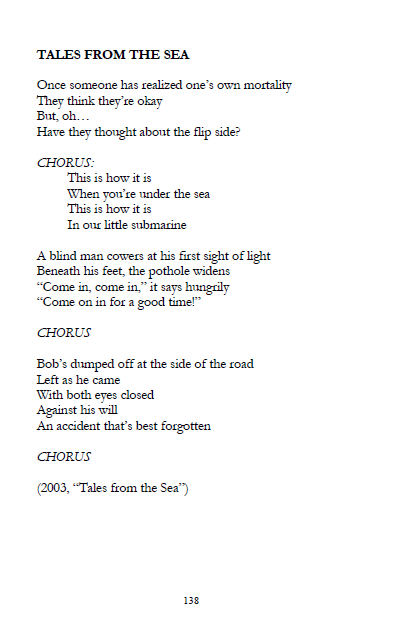 TALES FROM THE SEA
Once someone has realized one's own mortality
They think they're okay
But, oh…
Have they thought about the flip side?
CHORUS:
This is how it is
When you're under the sea
This is how it is
In our little submarine
A blind man cowers at his first sight of light
Beneath his feet, the pothole widens
“Come in, come in,” it says hungrily
“Come on in for a good time!”
CHORUS
Bob's dumped off at the side of the road
Left as he came
With both eyes closed
Against his will
An accident that's best forgotten
CHORUS
(2003, “Tales from the Sea”)
138